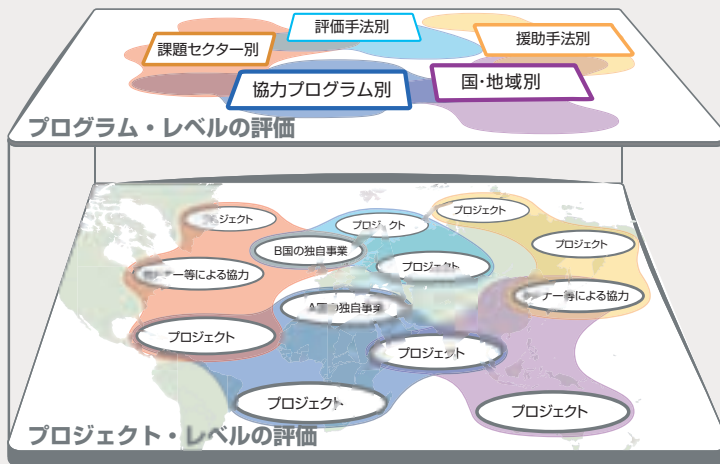 評価手法別
課題セクター別
援助手法別
協力プログラム別
国・地域別
プログラム・レベルの評価
ジェクト
プロジェクト
プロジェクト
B国の独自事業
プロジェクト
プロジェクト
ナー等による協力
A国の独自事業
ナー等による協力
プロジェクト
プロジェクト
プロジェクト
プロジェクト
プロジェクト・レベルの評価